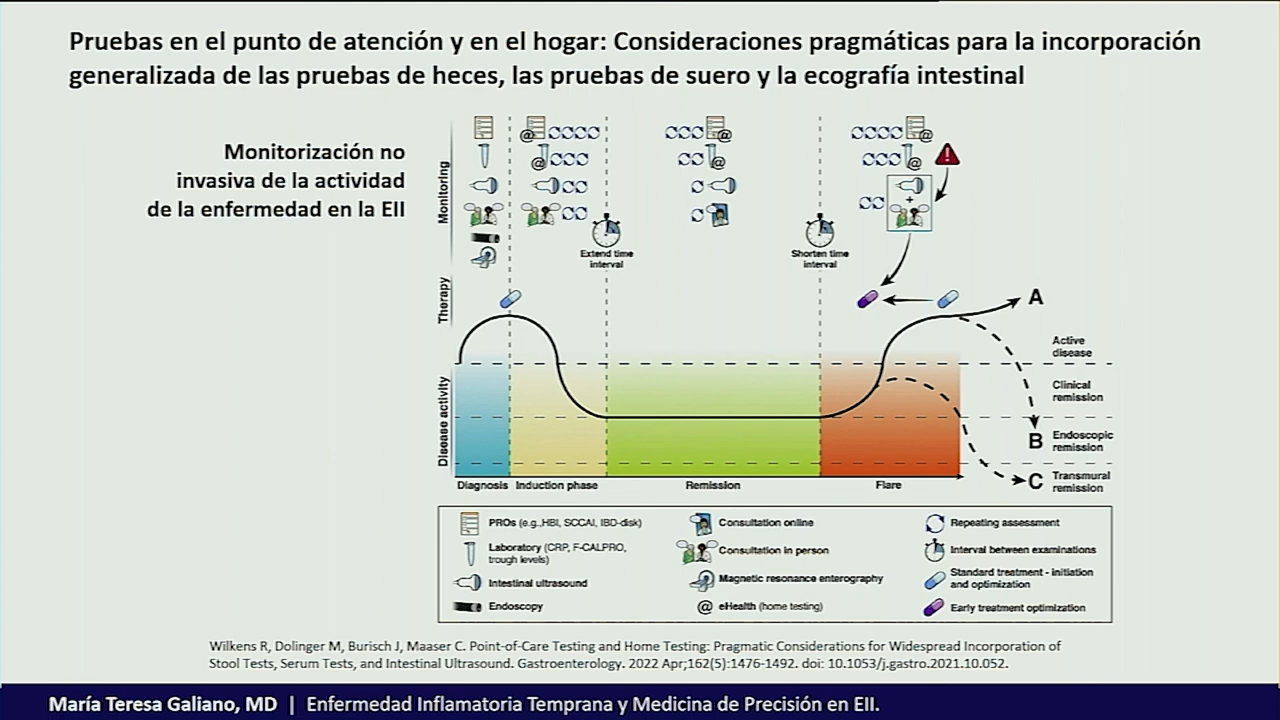 Pruebas en el punto de atención y en el hogar: Consideraciones pragmáticas para la incorporación
generalizada de las pruebas de heces, las pruebas de suero y la ecografía intestinal
Monitorización no
invasiva de la actividad
de la enfermedad en la EII
Monitoring
Extend time
interval
Shorten time
interval
Therapy
A
Disease activity
Active
disease
Clinical
remission
B
Endoscopic
remission
C
Transmural
remission
Diagnosis
Induction phase
Remission
Flare
PROs (e.g.,HBI, SCCAI, IBD-disk)
Laboratory (CRP, F-CALPRO,
trough levels)
Intestinal ultrasound
Endoscopy
Consultation online
Consultation in person
Magnetic resonance enterography
@ eHealth (home testing)
Repeating assessment
Interval between examinations
Standard treatment - initiation
and optimization
Early treatment optimization
Wilkens R, Dolinger M, Burisch J, Maaser C. Point-of-Care Testing and Home Testing: Pragmatic Considerations for Widespread Incorporation of
Stool Tests, Serum Tests, and Intestinal Ultrasound. Gastroenterology. 2022 Apr;162(5):1476-1492. doi: 10.1053/j.gastro.2021.10.052.
María Teresa Galiano, MD | Enfermedad Inflamatoria Temprana y Medicina de Precisión en EII.